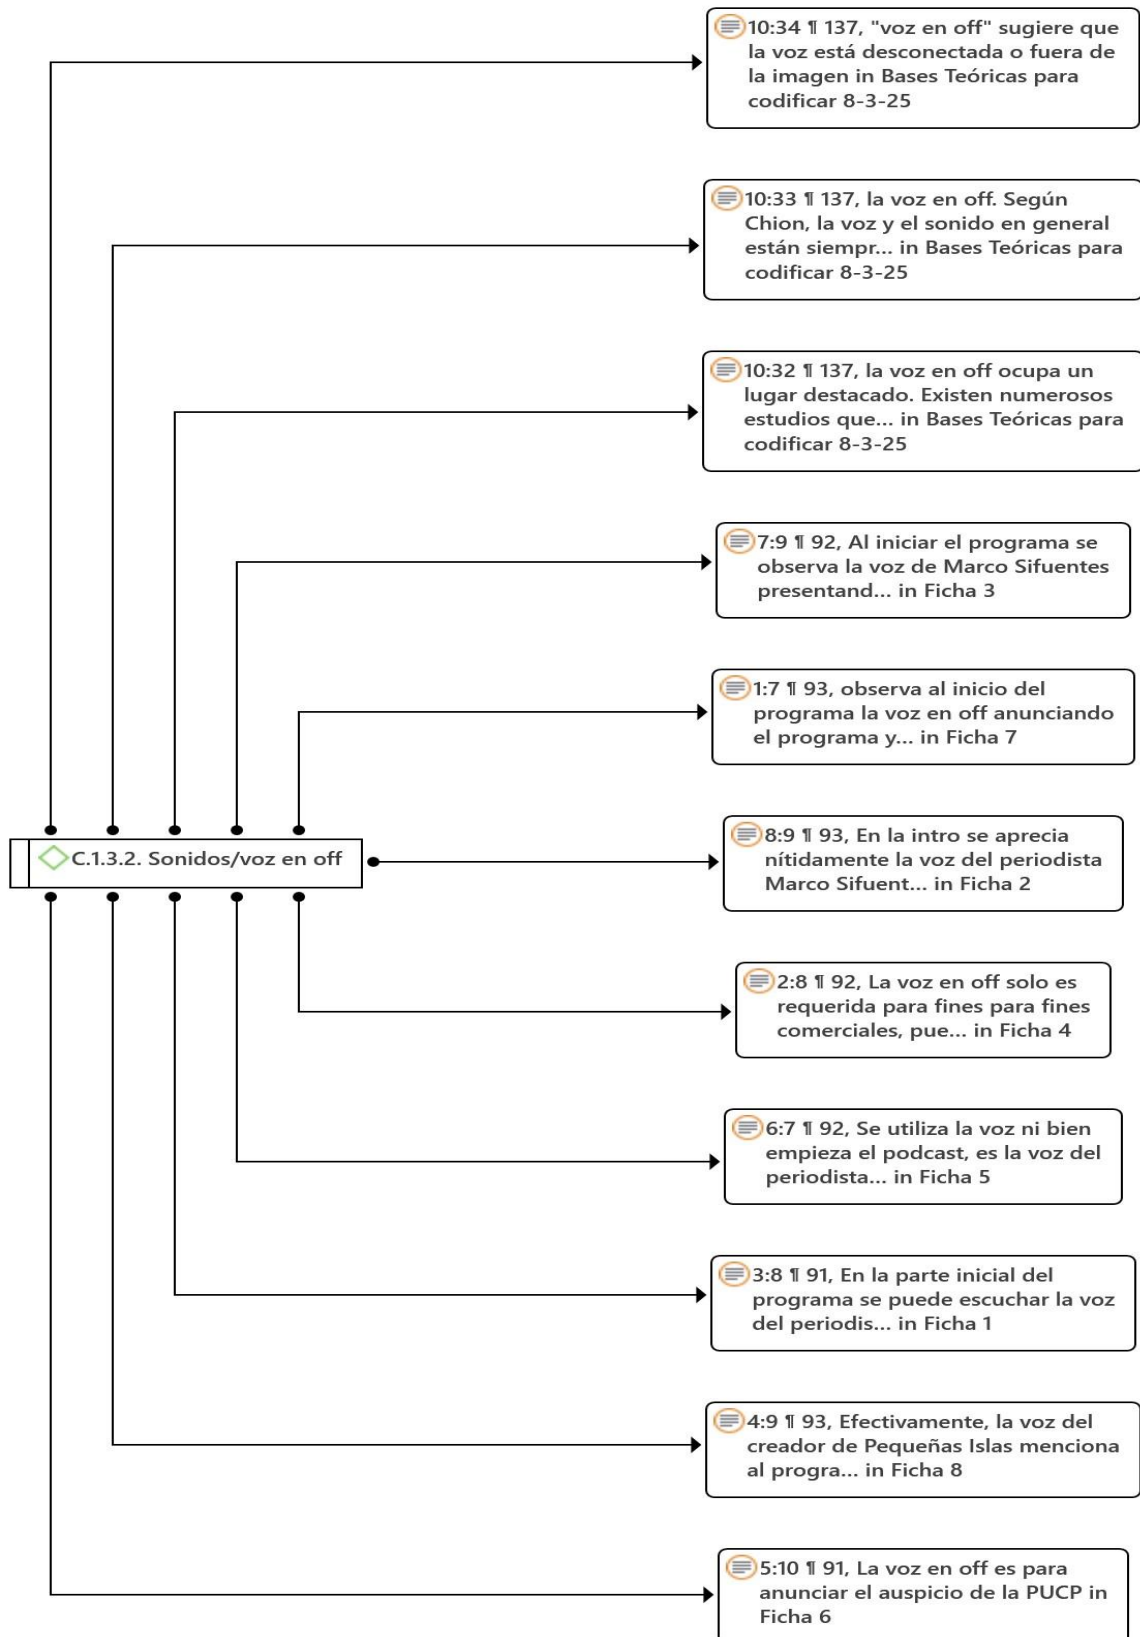 10:34 ¶ 137, "voz en off" sugiere que
la voz está desconectada o fuera de
la imagen in Bases Teóricas para
codificar 8-3-25
10:33 ¶ 137, la voz en off. Según
Chion, la voz y el sonido en general
están siempr... in Bases Teóricas para
codificar 8-3-25
10:32 ¶ 137, la voz en off ocupa un
lugar destacado. Existen numerosos
estudios que... in Bases Teóricas para
codificar 8-3-25
7:9 ¶ 92, Al iniciar el programa se
observa la voz de Marco Sifuentes
presentand... in Ficha 3
1:7 ¶ 93, observa al inicio del
programa la voz en off anunciando
el programa y... in Ficha 7
C.1.3.2. Sonidos/voz en off
8:9 ¶ 93, En la intro se aprecia
nítidamente la voz del periodista
Marco Sifuent... in Ficha 2
2:8 ¶ 92, La voz en off solo es
requerida para fines para fines
comerciales, pue... in Ficha 4
6:7 ¶ 92, Se utiliza la voz ni bien
empieza el podcast, es la voz del
periodista... in Ficha 5
3:8 ¶ 91, En la parte inicial del
programa se puede escuchar la voz
del periodis... in Ficha 1
4:9 ¶ 93, Efectivamente, la voz del
creador de Pequeñas Islas menciona
al progra... in Ficha 8
5:10 ¶ 91, La voz en off es para
anunciar el auspicio de la PUCP in
Ficha 6